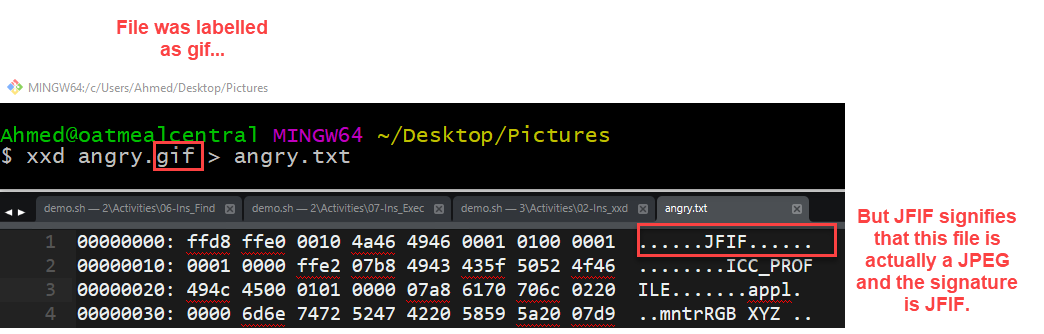 File was labelled
as gif...
MINGW64:/c/Users/Ahmed/Desktop/Pictures
Ahmed@oatmealcentral MINGW64 ~/Desktop/Pictures
$ xxd angry.gif > angry.txt
demo.sh — 2\Activities\06-Ins_Find
demo.sh — 2\Activities\07-Ins_Exec
demo.sh — 3\Activities\02-Ins_xxd
angry.txt
1 00000000: ffd8 ffe0 0010 4a46 4946 0001 0100 0001 ......JFIF......
2 00000010: 0001 0000 ffe2 07b8 4943 435f 5052 4f46 ........ICC_PROF
3 00000020: 494c 4500 0101 0000 07a8 6170 706c 0220 ILE.......appl.
4 00000030: 0000 6d6e 7472 5247 4220 5859 5a20 07d9 ..mntrRGB XYZ ..
But JFIF signifies
that this file is
actually a JPEG
and the signature
is JFIF.